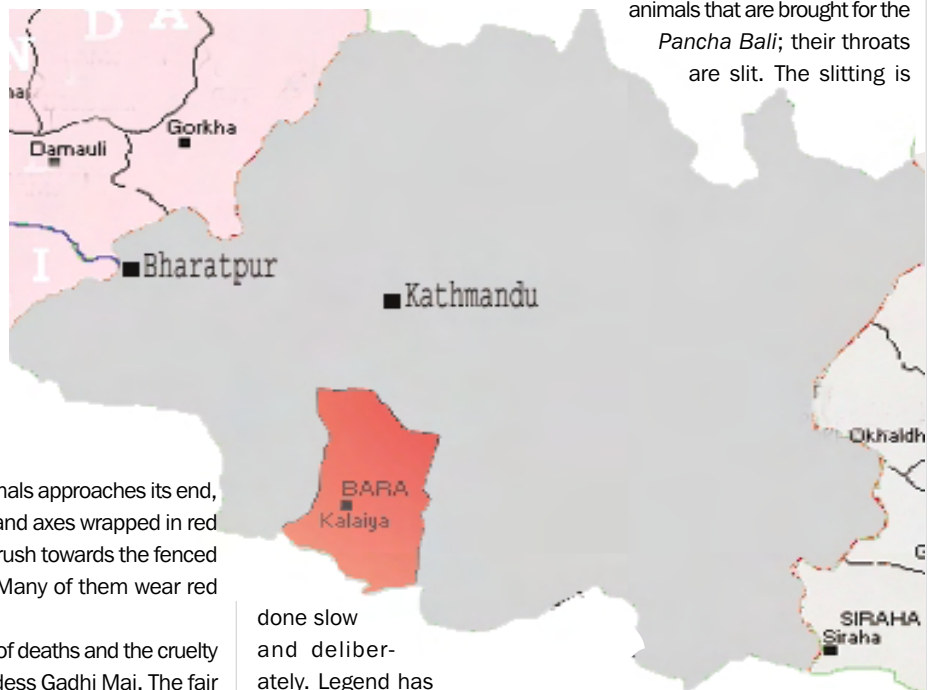 animals that are brought for the
Pancha Bali; their throats
are slit. The slitting is
D A
N
Gorkha
Damauli
I
Bharatpur
Kathmandu
BARA
Kalaiya
Okhaldh
G
SIRAHA
Siraha
nals approaches its end,
and axes wrapped in red
rush towards the fenced
Many of them wear red
of deaths and the cruelty
dess Gadhi Mai. The fair
done slow
and deliber-
ately. Legend has